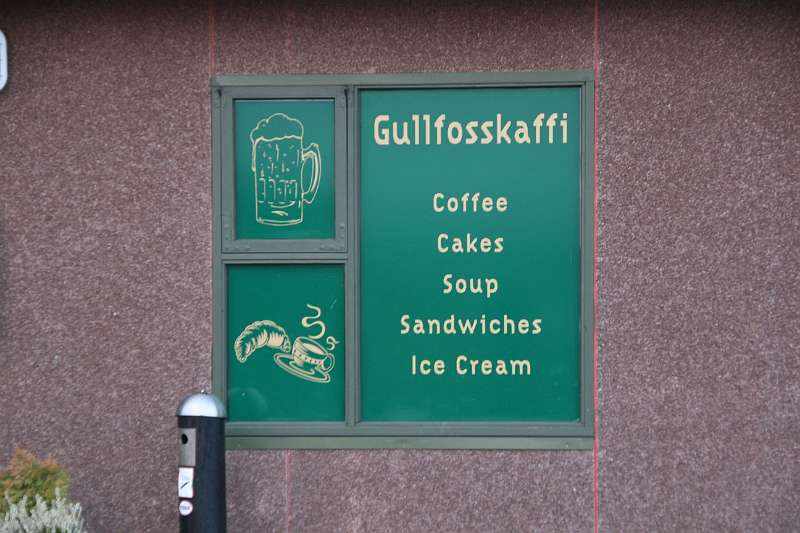 Gullfosskaffi
Coffee
Cakes
Soup
Sandwiches
Ice Cream